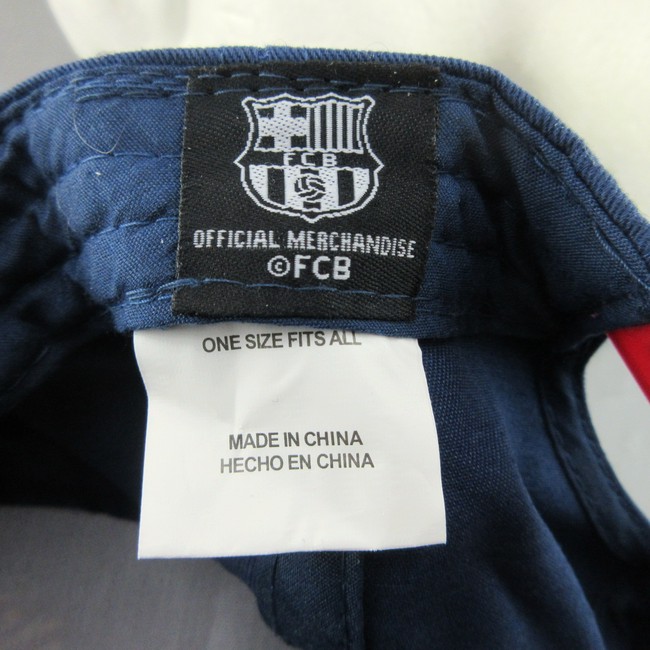 FCB
OFFICIAL MERCHANDISE
©FCB
ONE SIZE FITS ALL
MADE IN CHINA
HECHO EN CHINA